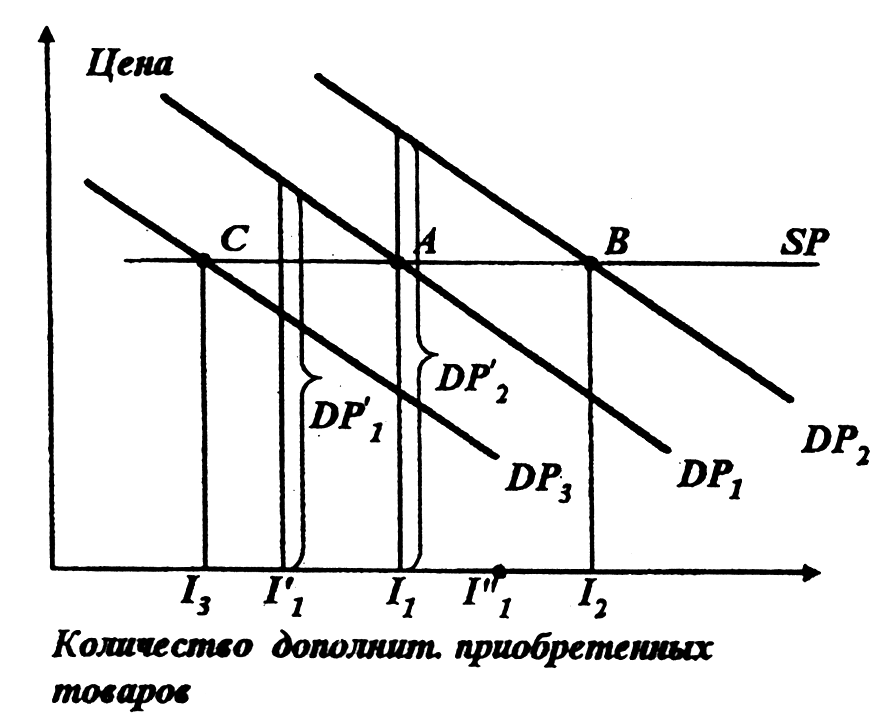 Цена
C
A
B
SP
DP'₂
DP'₁
DP₂
DP₃
DP₁
I₃
I'₁
I₁
I"₁
I₂
Количество дополнит. приобретенных
товаров